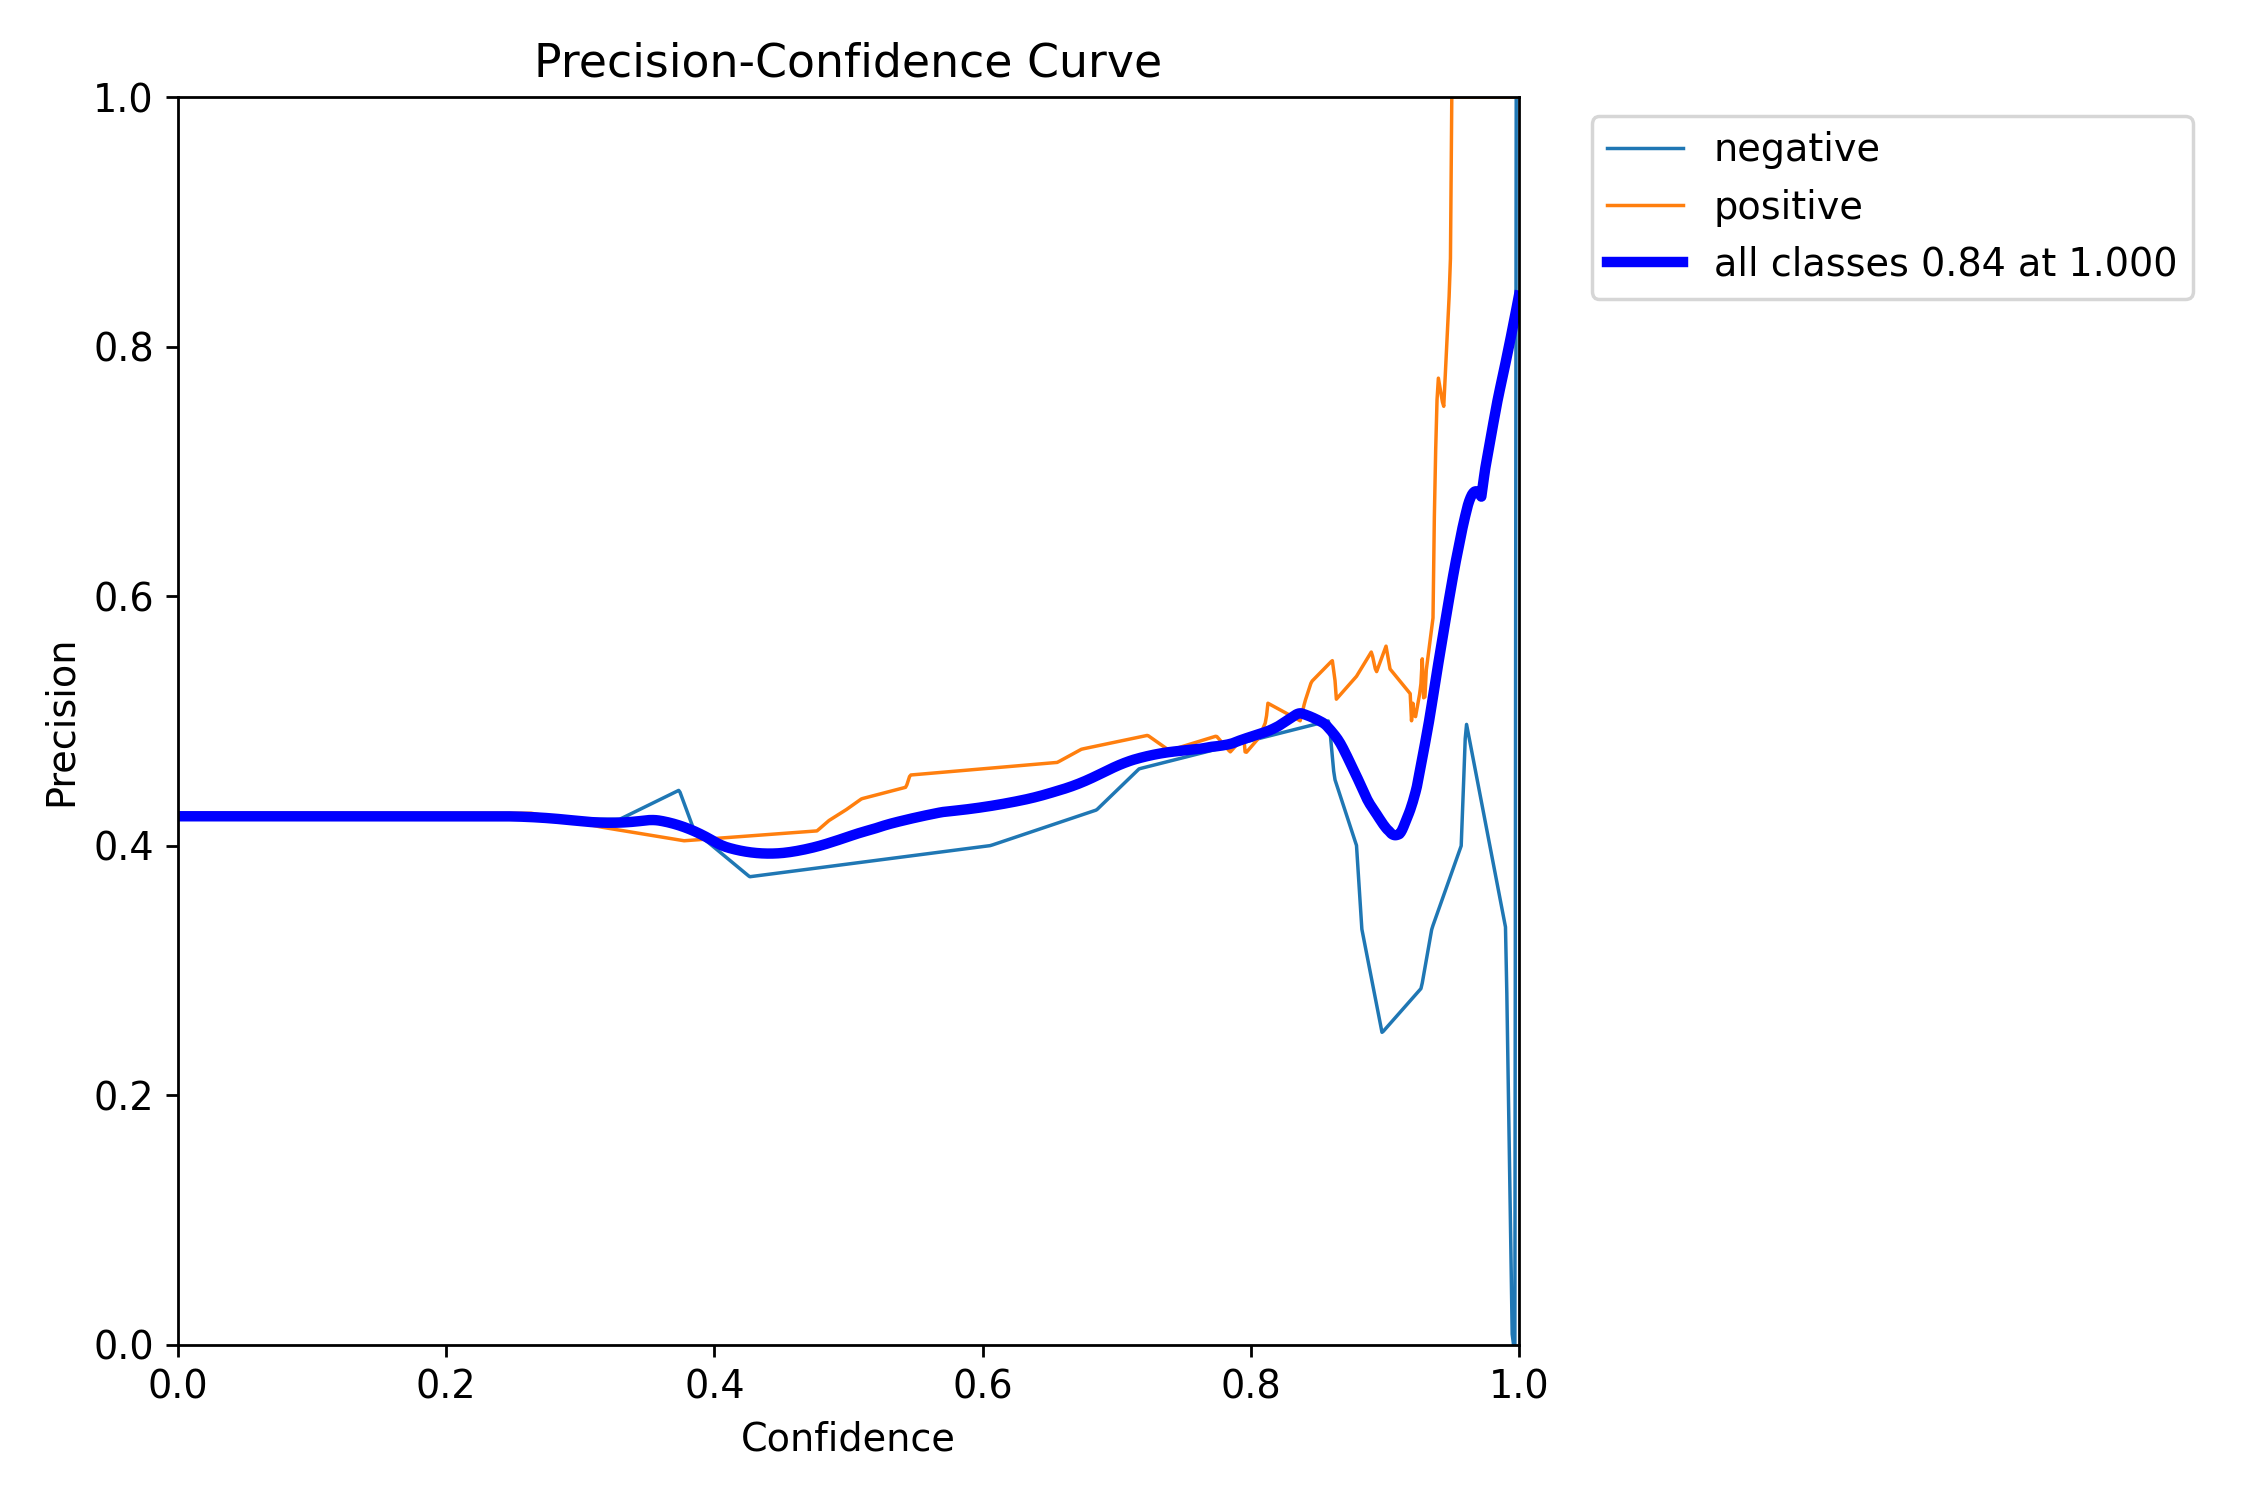 Precision-Confidence Curve
1.0
0.8
0.6
0.4
0.2
0.0
Precision
0.0 0.2 0.4 0.6 0.8 1.0
Confidence
negative
positive
all classes 0.84 at 1.000